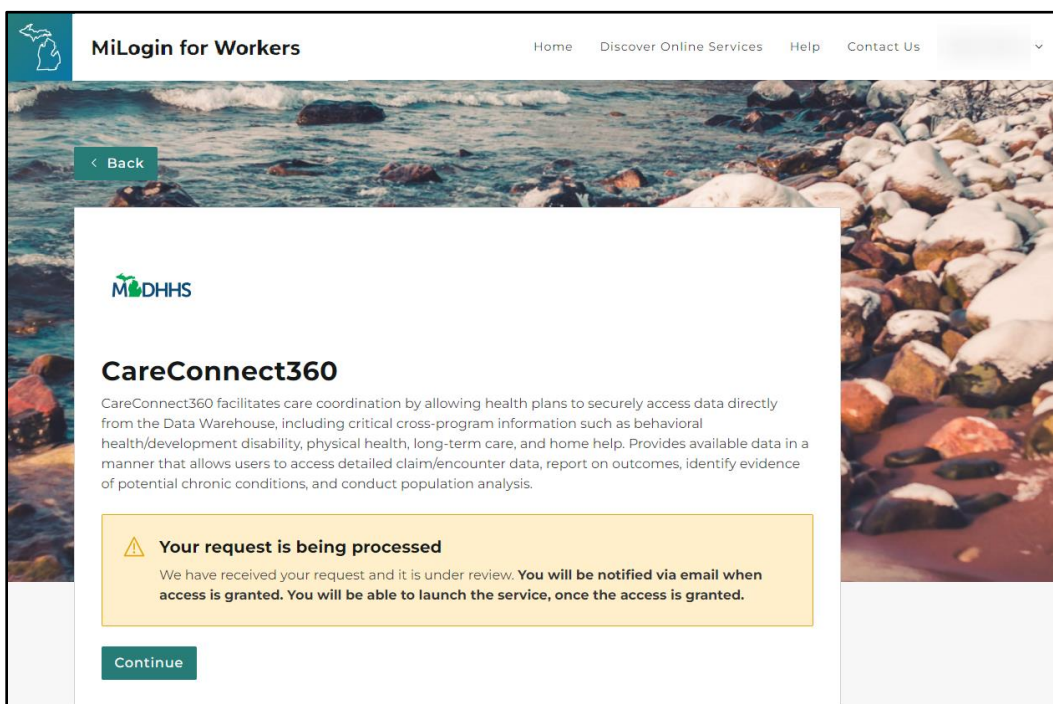 MiLogin for Workers
Home Discover Online Services Help Contact Us
< Back
MDHHS
CareConnect360
CareConnect360 facilitates care coordination by allowing health plans to securely access data directly
from the Data Warehouse, including critical cross-program information such as behavioral
health/development disability, physical health, long-term care, and home help. Provides available data in a
manner that allows users to access detailed claim/encounter data, report on outcomes, identify evidence
of potential chronic conditions, and conduct population analysis.
Your request is being processed
We have received your request and it is under review. You will be notified via email when
access is granted. You will be able to launch the service, once the access is granted.
Continue